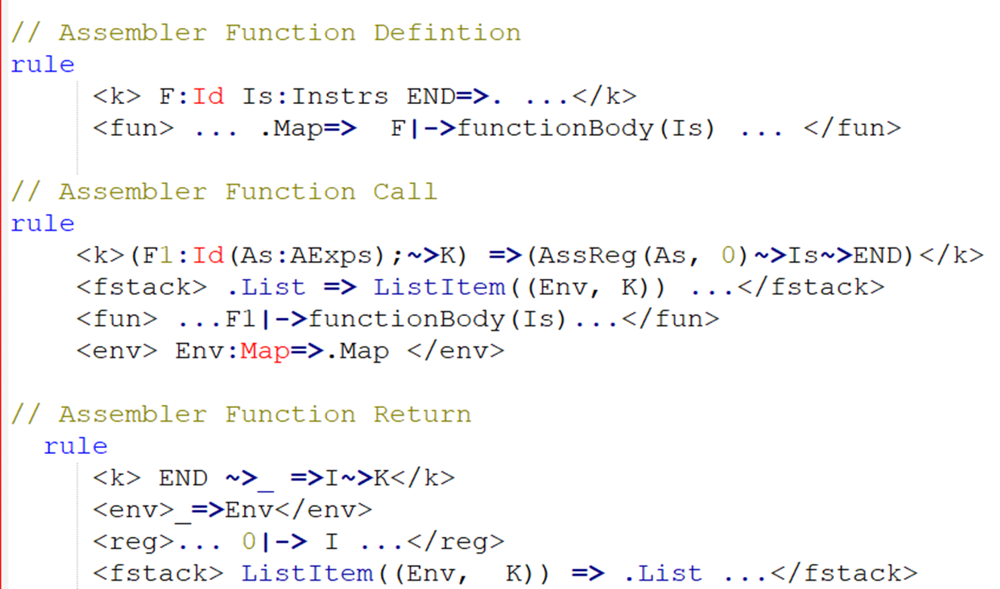 // Assembler Function Defintion
rule
<k> F:Id Is:Instrs END=>. ...</k>
<fun> ... .Map=>  F|->functionBody(Is) ... </fun>
// Assembler Function Call
rule
<k>(F1:Id(As:AExps);~>K) =>(AssReg(As, 0)~>Is~>END)</k>
<fstack> .List => ListItem((Env, K)) ...</fstack>
<fun> ...F1|->functionBody(Is)...</fun>
<env> Env:Map=>.Map </env>
// Assembler Function Return
rule
<k> END ~>_ =>I~>K</k>
<env>_=>Env</env>
<reg>... 0|-> I ...</reg>
<fstack> ListItem((Env,  K)) => .List ...</fstack>